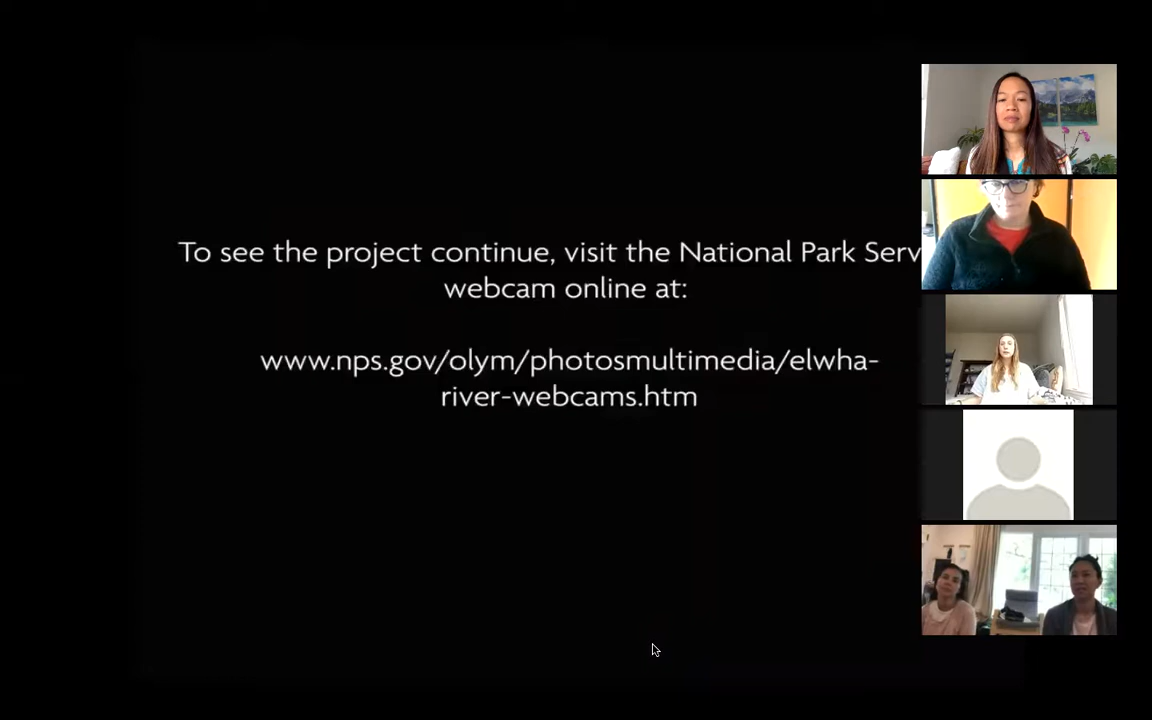 To see the project continue, visit the National Park Serv
webcam online at:
www.nps.gov/olym/photosmultimedia/elwha-
river-webcams.htm